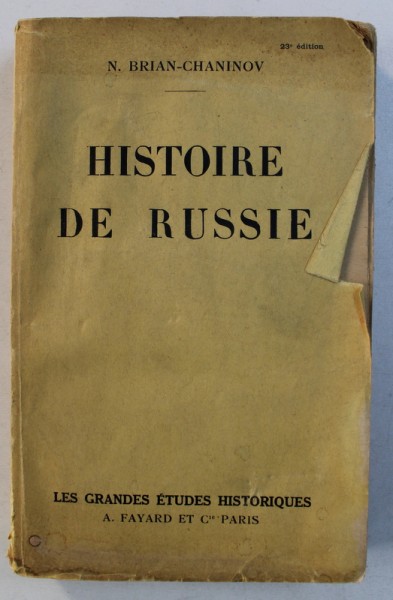 23e édition
N. BRIAN-CHANINOV
HISTOIRE
DE RUSSIE
LES GRANDES ÉTUDES HISTORIQUES
A. FAYARD ET Cie PARIS